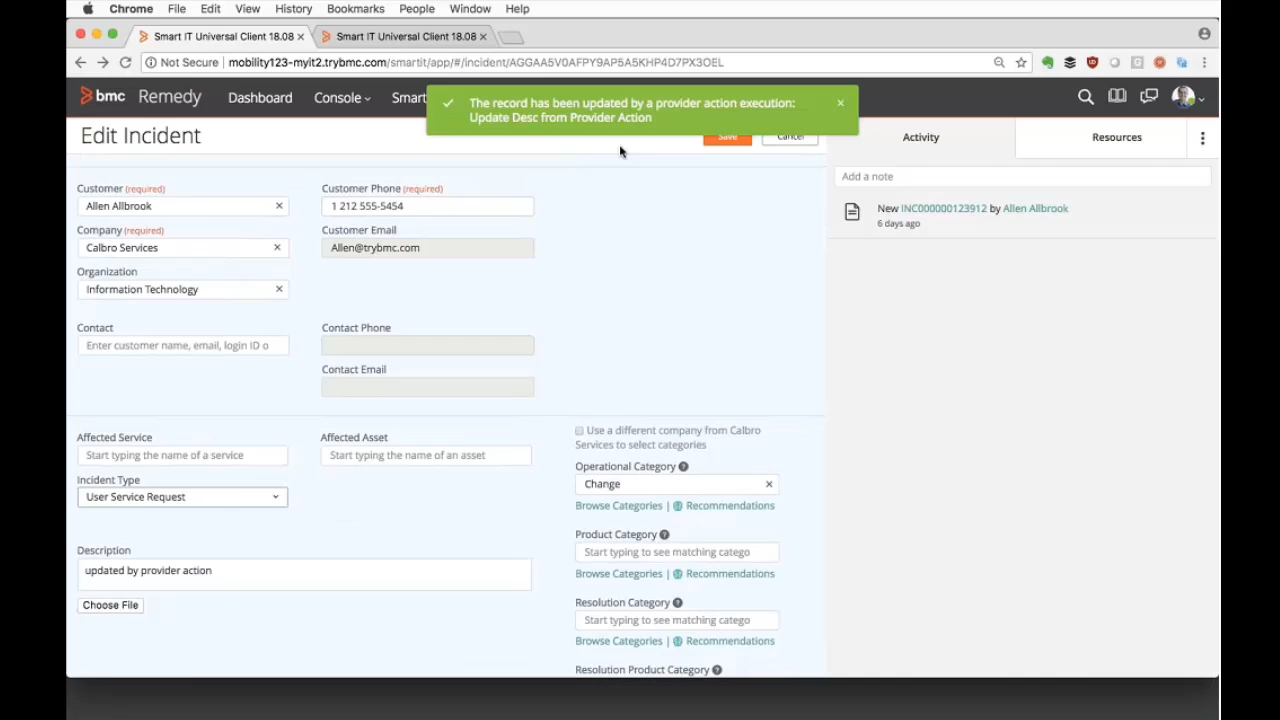 Chrome File Edit View History Bookmarks People Window Help
Smart IT Universal Client 18.08 × Smart IT Universal Client 18.08 ×
Not Secure | mobility123-myit2.trybmc.com/smartit/app/#/incident/AGGAA5V0AFPY9AP5A5KHP4D7PX3OEL
bmc Remedy Dashboard Console Smart
The record has been updated by a provider action execution:
Update Desc from Provider Action
×
Edit Incident
Save Cancel
Activity Resources
Add a note
New INC000000123912 by Allen Allbrook
6 days ago
Customer (required) Customer Phone (required)
Allen Allbrook × 1 212 555-5454
Company (required) Customer Email
Calbro Services × Allen@trybmc.com
Organization
Information Technology ×
Contact Contact Phone
Enter customer name, email, login ID o
Contact Email
Affected Service Affected Asset
Start typing the name of a service Start typing the name of an asset
Incident Type
User Service Request
Description
updated by provider action
Choose File
Use a different company from Calbro
Services to select categories
Operational Category ?
Change ×
Browse Categories | Recommendations
Product Category ?
Start typing to see matching catego
Browse Categories | Recommendations
Resolution Category ?
Start typing to see matching catego
Browse Categories | Recommendations
Resolution Product Category ?